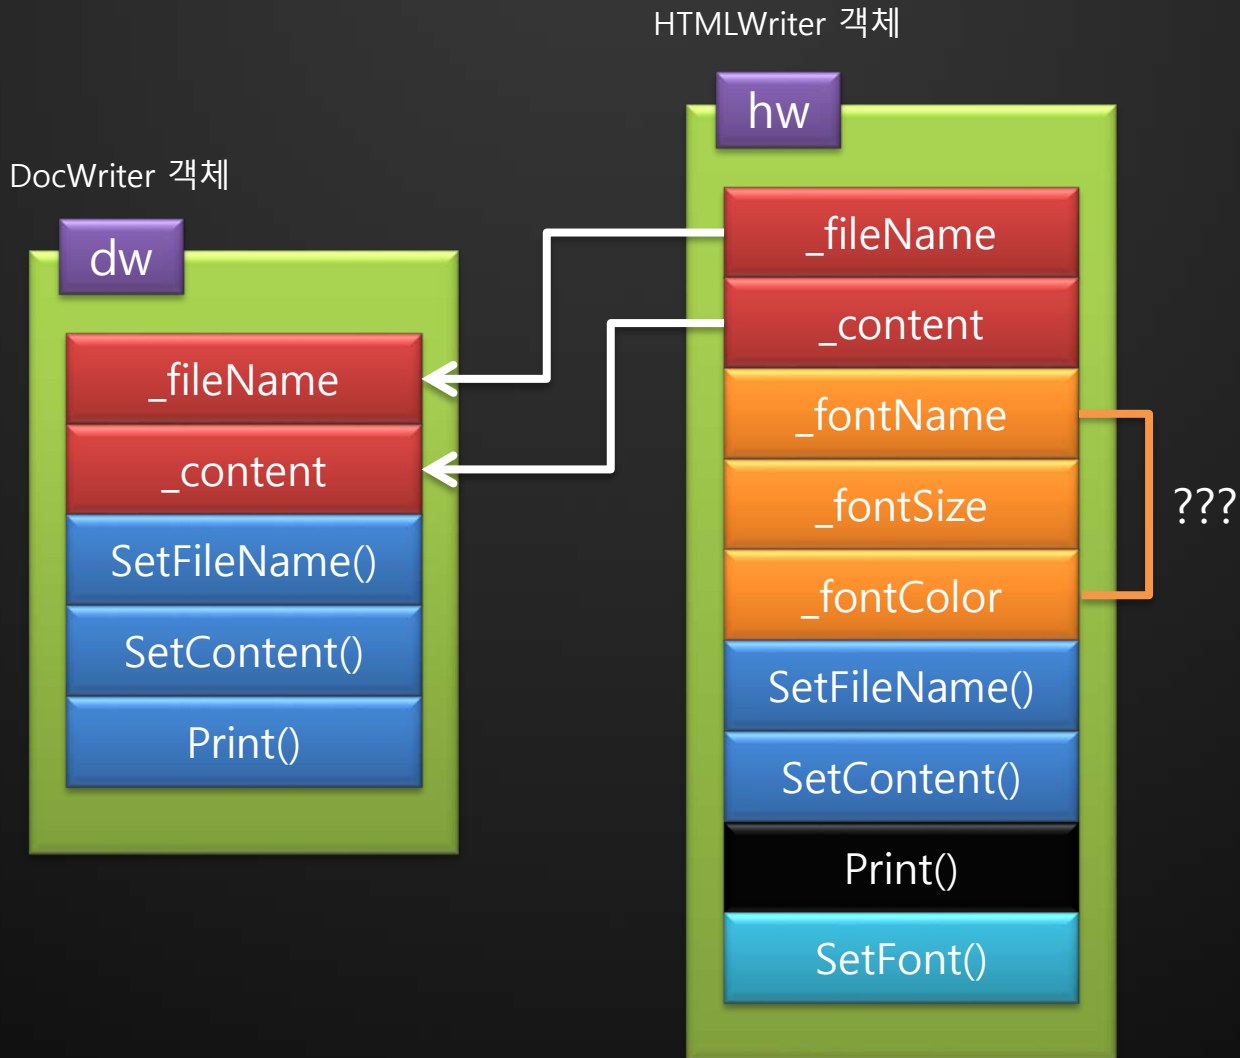 DocWriter 객체
dw
_fileName
_content
SetFileName()
SetContent()
Print()
HTMLWriter 객체
hw
_fileName
_content
_fontName
_fontSize
_fontColor
SetFileName()
SetContent()
Print()
SetFont()
???